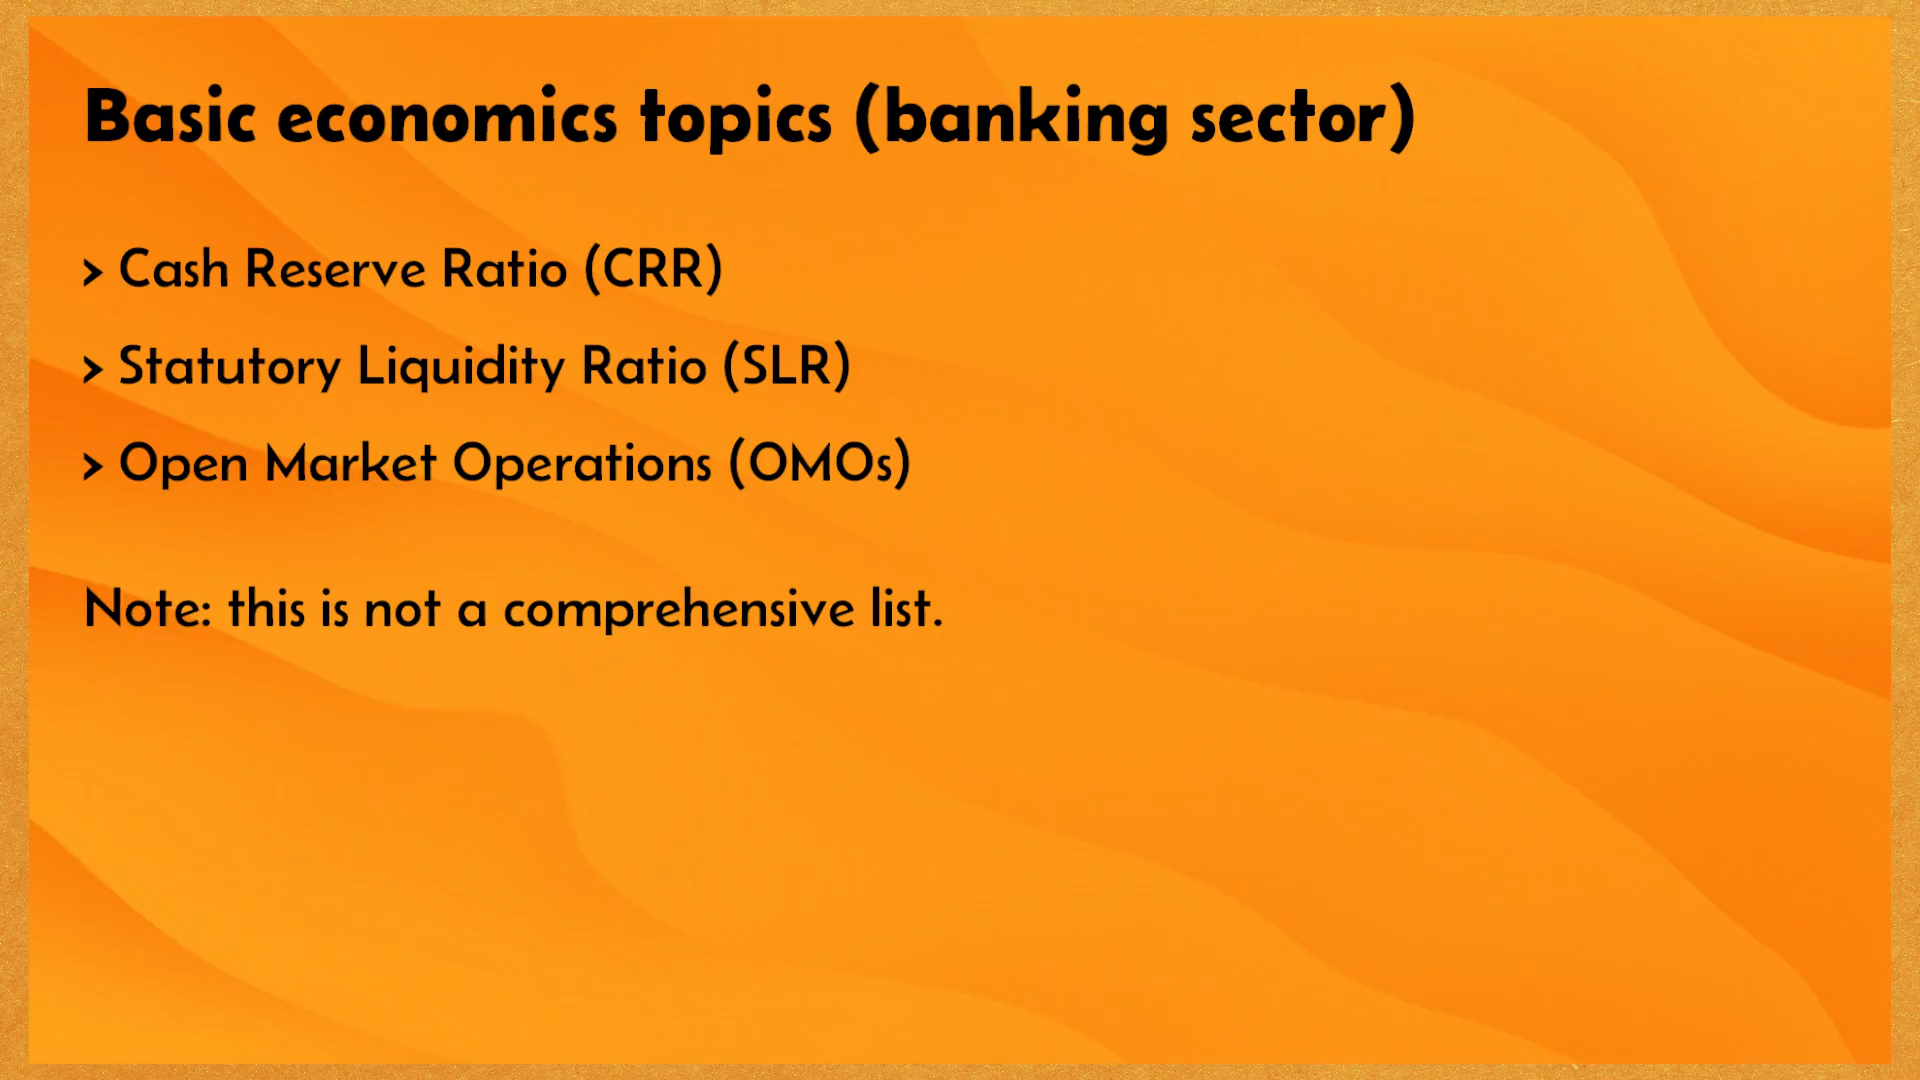 Basic economics topics (banking sector)
> Cash Reserve Ratio (CRR)
> Statutory Liquidity Ratio (SLR)
> Open Market Operations (OMOs)
Note: this is not a comprehensive list.